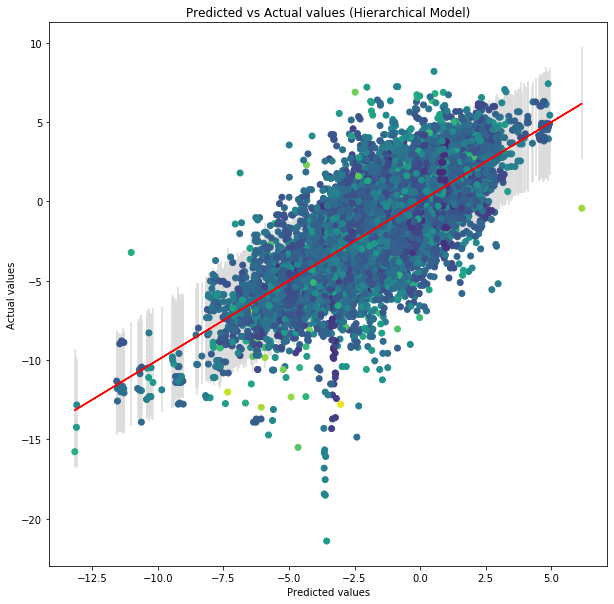 Predicted vs Actual values (Hierarchical Model)
10
5
0
−5
−10
−15
−20
Actual values
−12.5 −10.0 −7.5 −5.0 −2.5 0.0 2.5 5.0
Predicted values